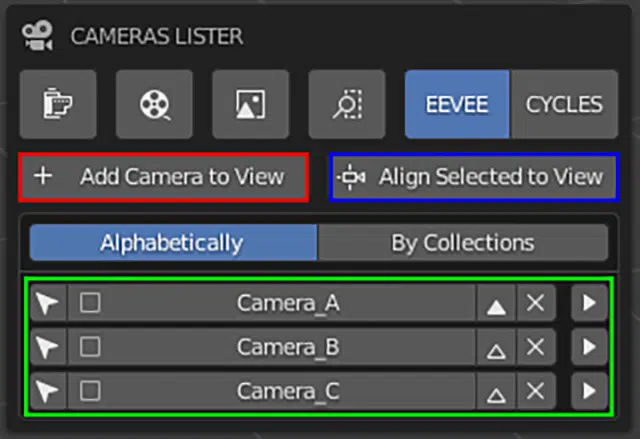 CAMERAS LISTER
EEVEE CYCLES
+ Add Camera to View Align Selected to View
Alphabetically By Collections
Camera_A
Camera_B
Camera_C